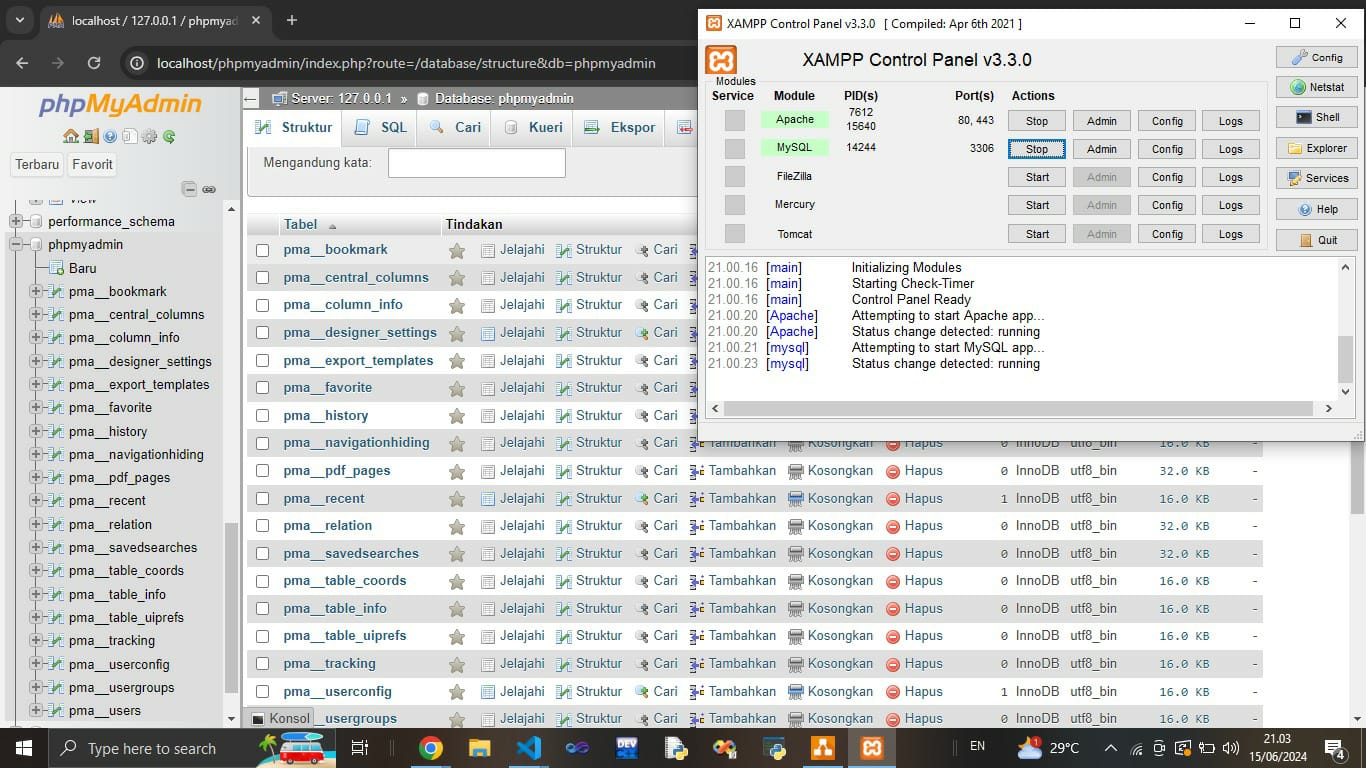 localhost / 127.0.0.1 / phpmyad
localhost/phpmyadmin/index.php?route=/database/structure&db=phpmyadmin
phpMyAdmin
Terbaru Favorit
View
performance_schema
phpmyadmin
Baru
pma__bookmark
pma__central_columns
pma__column_info
pma__designer_settings
pma__export_templates
pma__favorite
pma__history
pma__navigationhiding
pma__pdf_pages
pma__recent
pma__relation
pma__savedsearches
pma__table_coords
pma__table_info
pma__table_uiprefs
pma__tracking
pma__userconfig
pma__usergroups
pma__users
Server: 127.0.0.1 » Database: phpmyadmin
Struktur SQL Cari Kueri Ekspor
Mengandung kata:
Tabel Tindakan
pma__bookmark Jelajahi Struktur Cari
pma__central_columns Jelajahi Struktur Cari
pma__column_info Jelajahi Struktur Cari
pma__designer_settings Jelajahi Struktur Cari
pma__export_templates Jelajahi Struktur Cari
pma__favorite Jelajahi Struktur Cari
pma__history Jelajahi Struktur Cari
pma__navigationhiding Jelajahi Struktur Cari Tambahkan Kosongkan Hapus 0 InnoDB utf8_bin 16.0 KB -
pma__pdf_pages Jelajahi Struktur Cari Tambahkan Kosongkan Hapus 0 InnoDB utf8_bin 32.0 KB -
pma__recent Jelajahi Struktur Cari Tambahkan Kosongkan Hapus 1 InnoDB utf8_bin 16.0 KB -
pma__relation Jelajahi Struktur Cari Tambahkan Kosongkan Hapus 0 InnoDB utf8_bin 32.0 KB -
pma__savedsearches Jelajahi Struktur Cari Tambahkan Kosongkan Hapus 0 InnoDB utf8_bin 32.0 KB -
pma__table_coords Jelajahi Struktur Cari Tambahkan Kosongkan Hapus 0 InnoDB utf8_bin 16.0 KB -
pma__table_info Jelajahi Struktur Cari Tambahkan Kosongkan Hapus 0 InnoDB utf8_bin 16.0 KB -
pma__table_uiprefs Jelajahi Struktur Cari Tambahkan Kosongkan Hapus 0 InnoDB utf8_bin 16.0 KB -
pma__tracking Jelajahi Struktur Cari Tambahkan Kosongkan Hapus 0 InnoDB utf8_bin 16.0 KB -
pma__userconfig Jelajahi Struktur Cari Tambahkan Kosongkan Hapus 1 InnoDB utf8_bin 16.0 KB -
Konsol __usergroups Jelajahi Struktur Cari Tambahkan Kosongkan Hapus 0 InnoDB utf8_bin 16.0 KB -
XAMPP Control Panel v3.3.0 [ Compiled: Apr 6th 2021 ]
XAMPP Control Panel v3.3.0
Modules
Service Module PID(s) Port(s) Actions
Apache 7612 15640 80, 443 Stop Admin Config Logs
MySQL 14244 3306 Stop Admin Config Logs
FileZilla Start Admin Config Logs
Mercury Start Admin Config Logs
Tomcat Start Admin Config Logs
Config
Netstat
Shell
Explorer
Services
Help
Quit
21.00.16 [main] Initializing Modules
21.00.16 [main] Starting Check-Timer
21.00.16 [main] Control Panel Ready
21.00.20 [Apache] Attempting to start Apache app...
21.00.20 [Apache] Status change detected: running
21.00.21 [mysql] Attempting to start MySQL app...
21.00.23 [mysql] Status change detected: running
Type here to search
DEV
EN
1
29°C
21.03
15/06/2024
4